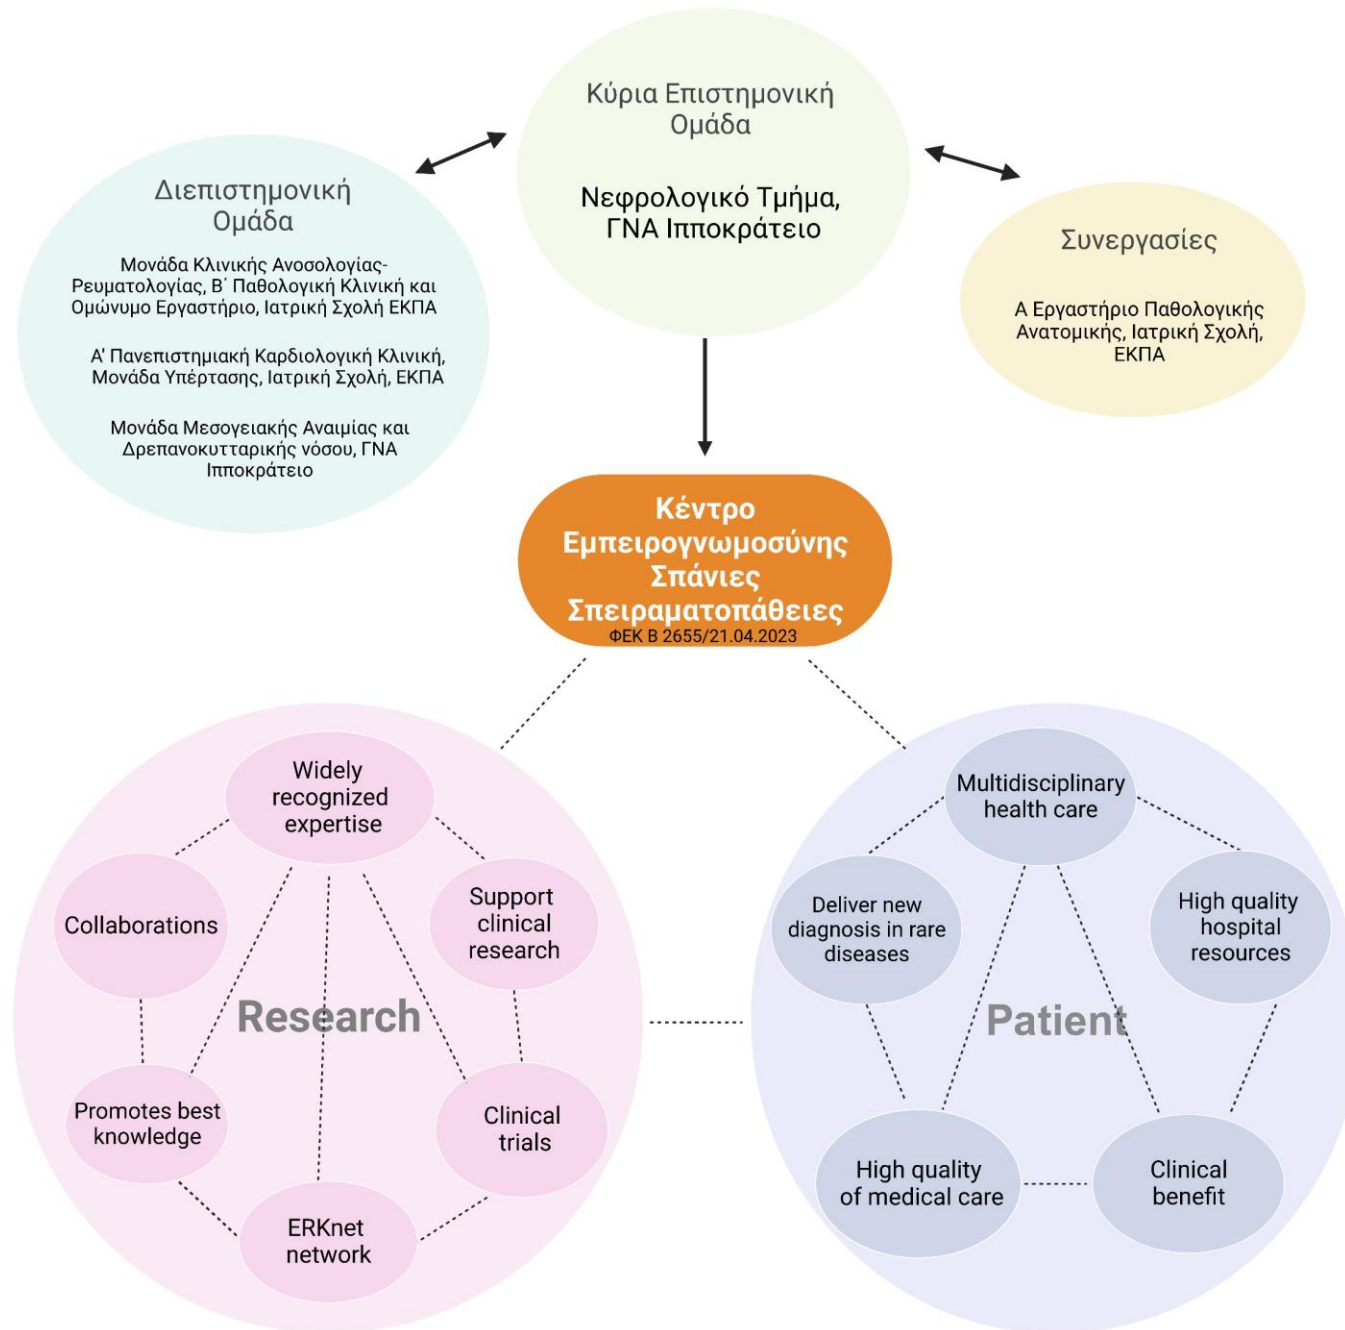 Κύρια Επιστημονική
Ομάδα
Νεφρολογικό Τμήμα,
ΓΝΑ Ιπποκράτειο
Διεπιστημονική
Ομάδα
Μονάδα Κλινικής Ανοσολογίας-
Ρευματολογίας, Β΄ Παθολογική Κλινική και
Ομώνυμο Εργαστήριο, Ιατρική Σχολή ΕΚΠΑ
Α' Πανεπιστημιακή Καρδιολογική Κλινική,
Μονάδα Υπέρτασης, Ιατρική Σχολή, ΕΚΠΑ
Μονάδα Μεσογειακής Αναιμίας και
Δρεπανοκυτταρικής νόσου, ΓΝΑ
Ιπποκράτειο
Συνεργασίες
Α Εργαστήριο Παθολογικής
Ανατομικής, Ιατρική Σχολή,
ΕΚΠΑ
Κέντρο
Εμπειρογνωμοσύνης
Σπάνιες
Σπειραματοπάθειες
ΦΕΚ Β 2655/21.04.2023
Widely
recognized
expertise
Collaborations
Support
clinical
research
Research
Promotes best
knowledge
Clinical
trials
ERKnet
network
Multidisciplinary
health care
Deliver new
diagnosis in rare
diseases
High quality
hospital
resources
Patient
High quality
of medical care
Clinical
benefit